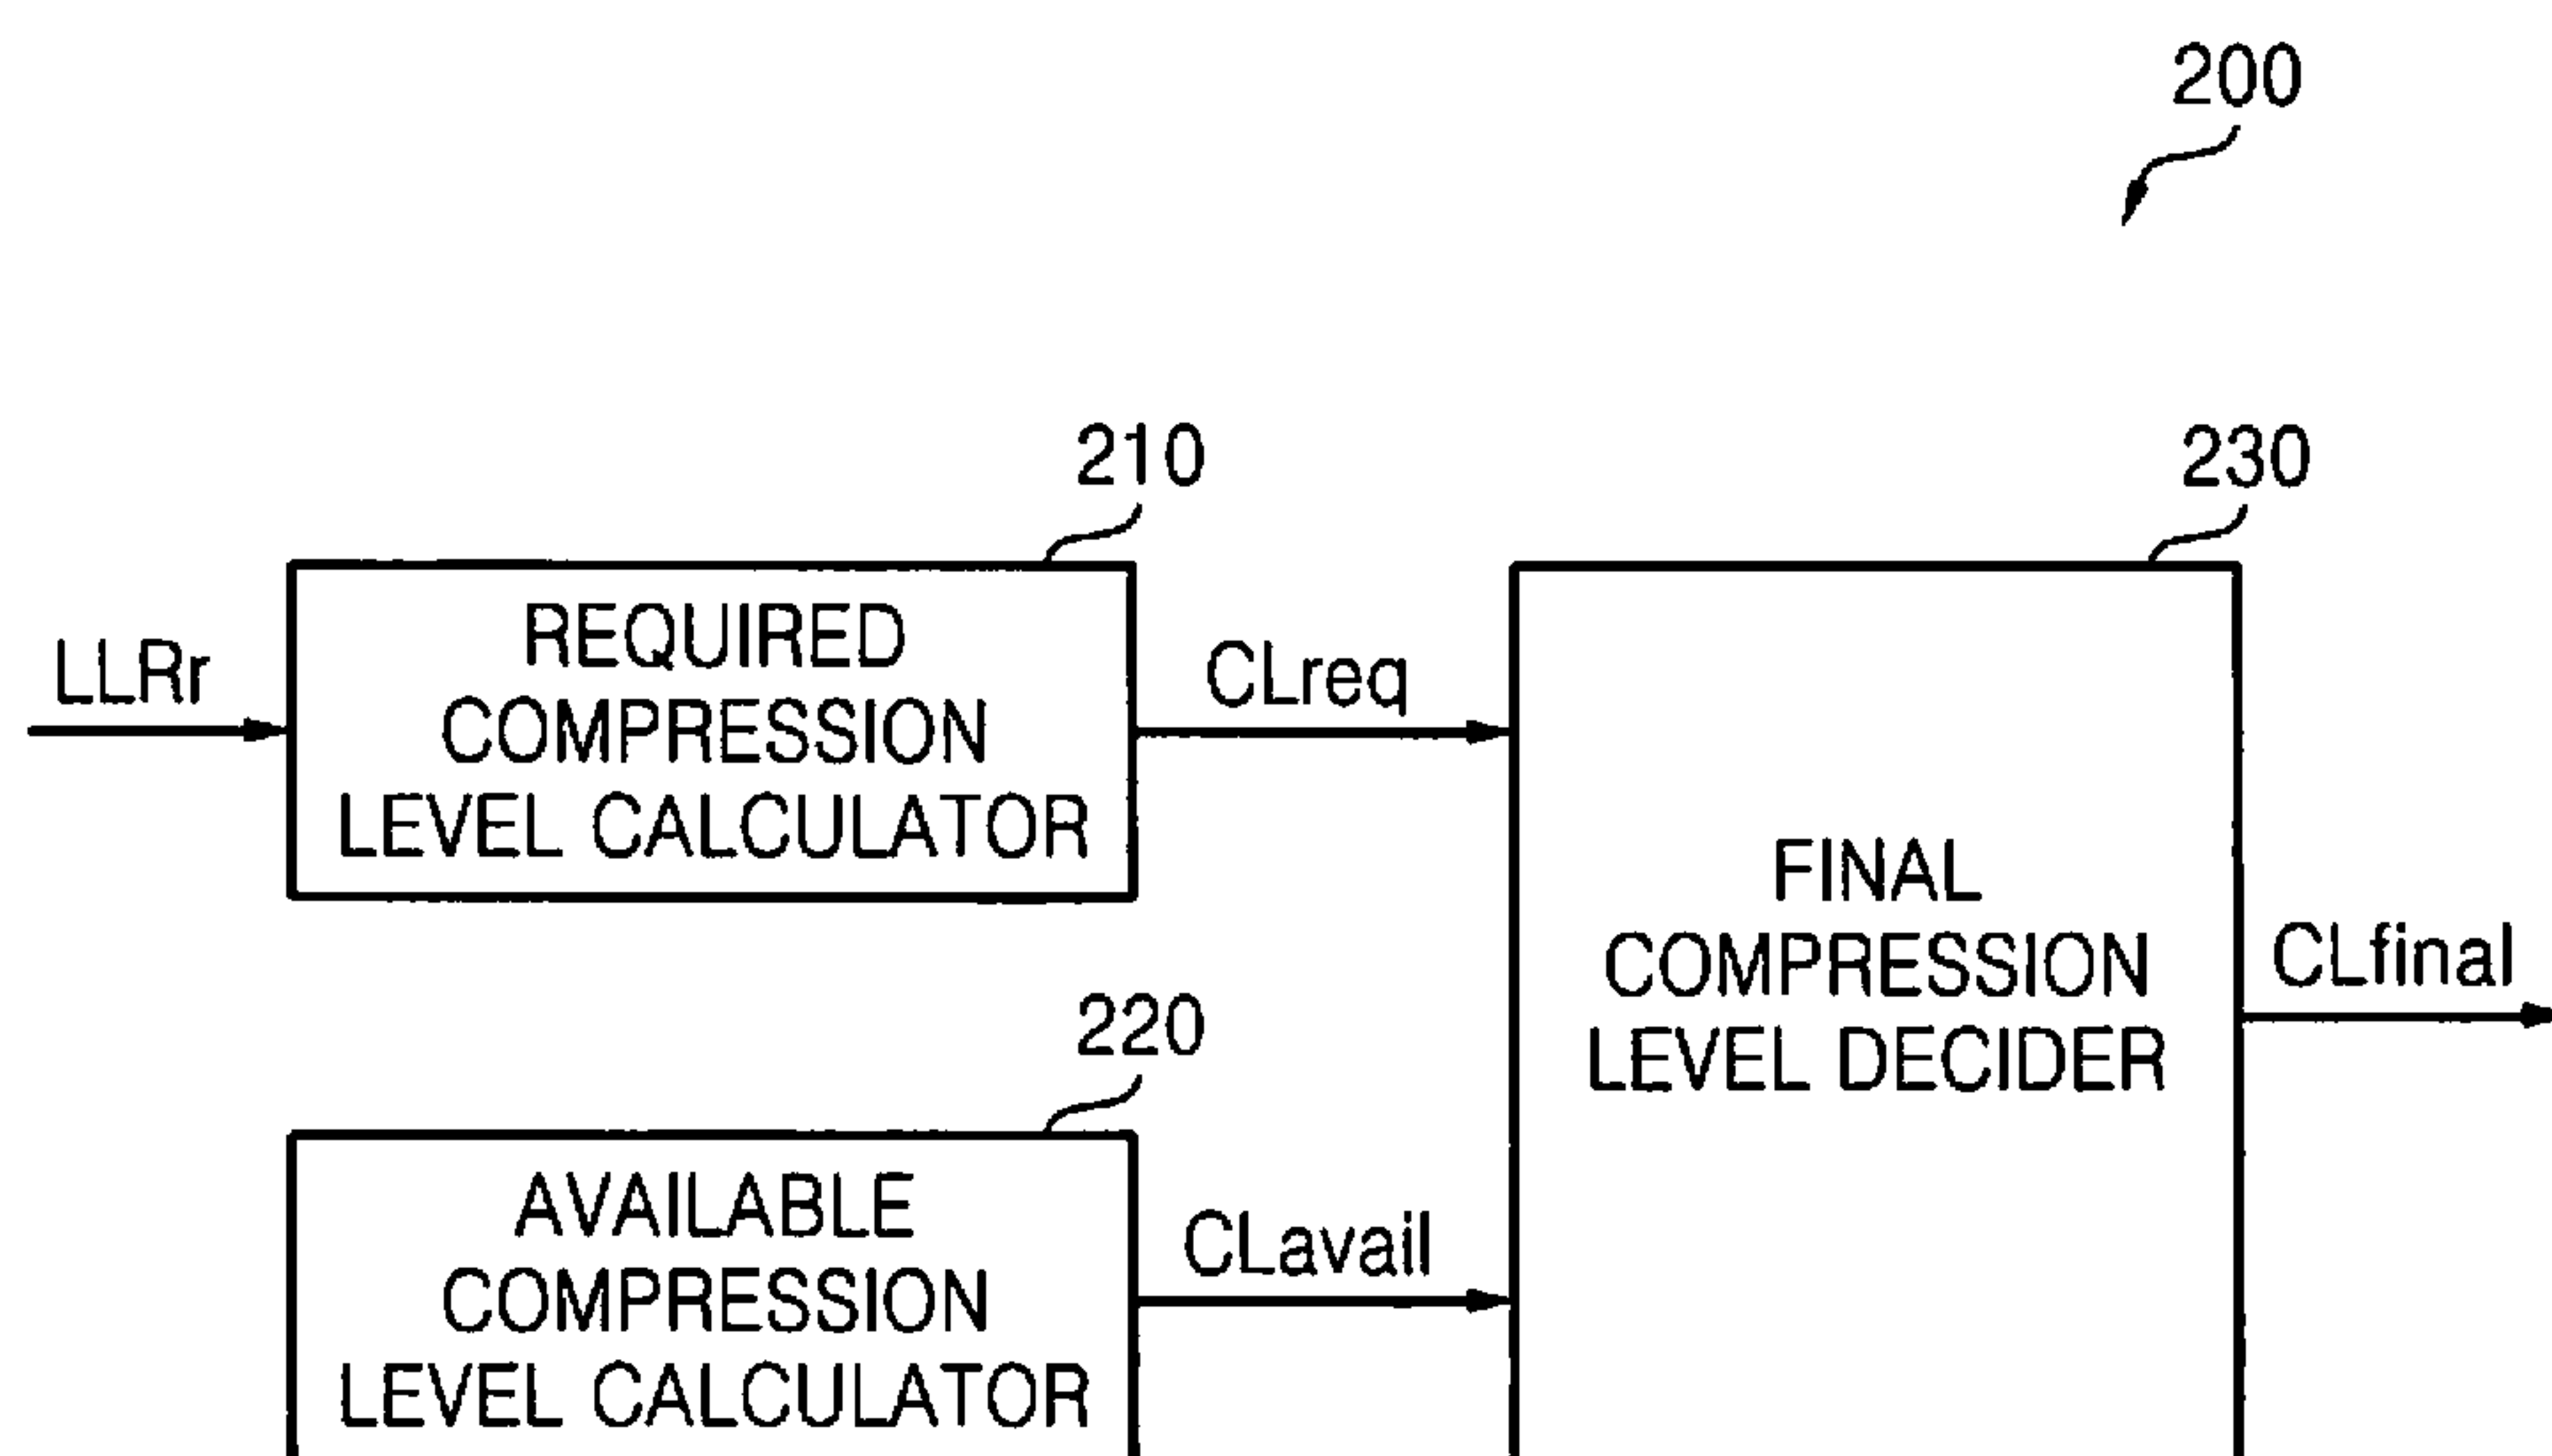 200
210
230
REQUIRED
COMPRESSION
LEVEL CALCULATOR
LLRr
CLreq
FINAL
COMPRESSION
LEVEL DECIDER
CLfinal
220
AVAILABLE
COMPRESSION
LEVEL CALCULATOR
CLavail